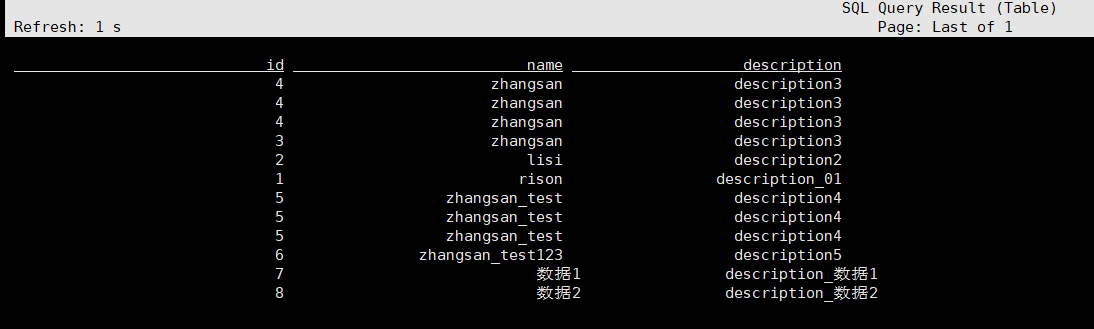 SQL Query Result (Table)
Refresh: 1 s Page: Last of 1
id name description
4 zhangsan description3
4 zhangsan description3
4 zhangsan description3
3 zhangsan description3
2 lisi description2
1 rison description_01
5 zhangsan_test description4
5 zhangsan_test description4
5 zhangsan_test description4
6 zhangsan_test123 description5
7 数据1 description_数据1
8 数据2 description_数据2